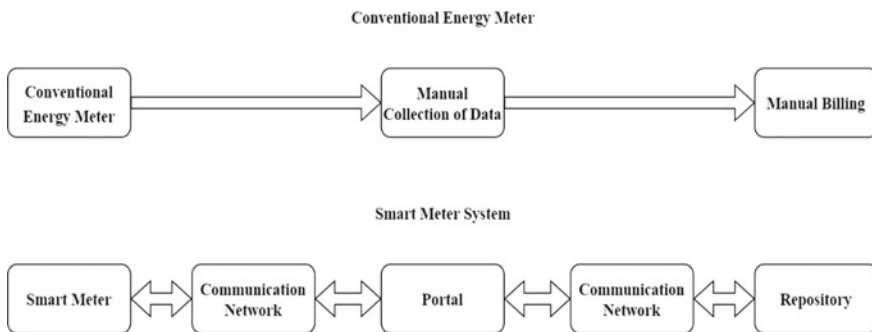 Conventional Energy Meter
Conventional
Energy Meter
Manual
Collection of Data
Manual Billing
Smart Meter System
Smart Meter
Communication
Network
Portal
Communication
Network
Repository